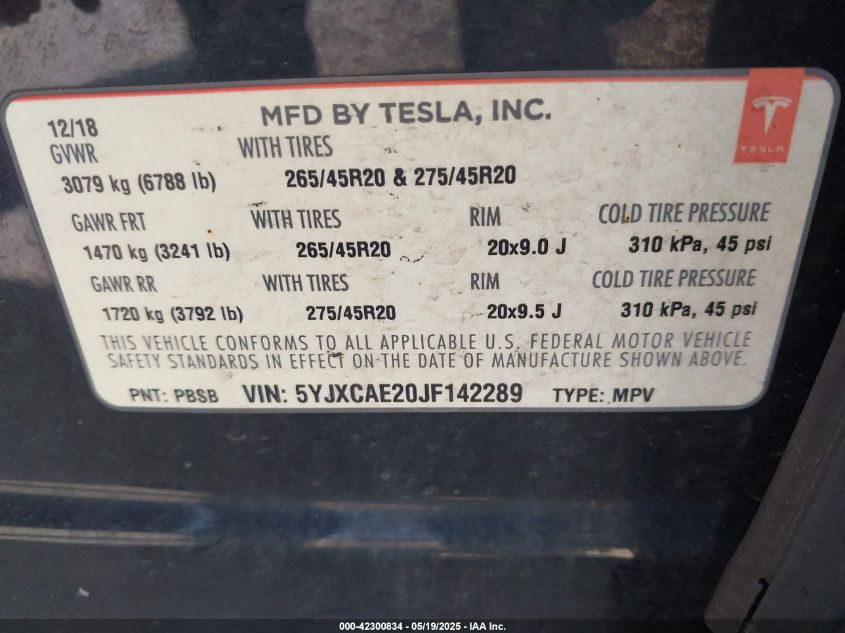 MFD BY TESLA, INC.
TESLA
12/18
GVWR WITH TIRES
3079 kg (6788 lb) 265/45R20 & 275/45R20
GAWR FRT WITH TIRES RIM COLD TIRE PRESSURE
1470 kg (3241 lb) 265/45R20 20x9.0 J 310 kPa, 45 psi
GAWR RR WITH TIRES RIM COLD TIRE PRESSURE
1720 kg (3792 lb) 275/45R20 20x9.5 J 310 kPa, 45 psi
THIS VEHICLE CONFORMS TO ALL APPLICABLE U.S. FEDERAL MOTOR VEHICLE
SAFETY STANDARDS IN EFFECT ON THE DATE OF MANUFACTURE SHOWN ABOVE.
PNT: PBSB VIN: 5YJXCAE20JF142289 TYPE: MPV
000-42300834 - 05/19/2025 - IAA Inc.